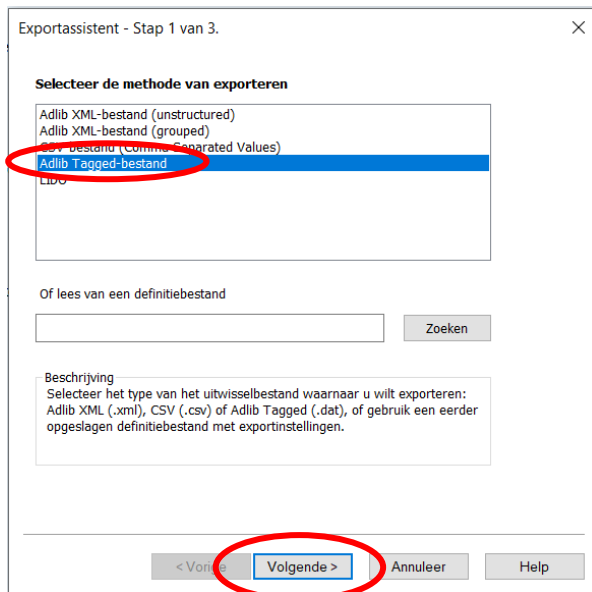 Exportassistent - Stap 1 van 3.
Selecteer de methode van exporteren
Adlib XML-bestand (unstructured)
Adlib XML-bestand (grouped)
CSV-bestand (Comma Separated Values)
Adlib Tagged-bestand
LIDO
Of lees van een definitiebestand
Zoeken
Beschrijving
Selecteer het type van het uitwisselbestand waarnaar u wilt exporteren:
Adlib XML (.xml), CSV (.csv) of Adlib Tagged (.dat), of gebruik een eerder
opgeslagen definitiebestand met exportinstellingen.
< Vorige Volgende > Annuleer Help